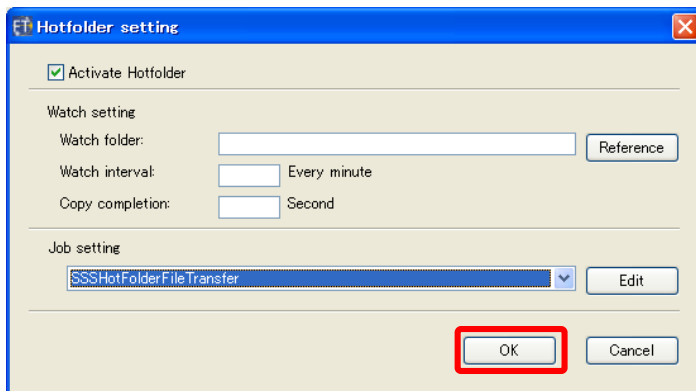 Hotfolder setting
Activate Hotfolder
Watch setting
Watch folder:
Reference
Watch interval:
Every minute
Copy completion:
Second
Job setting
SSSHotFolderFileTransfer
Edit
OK
Cancel